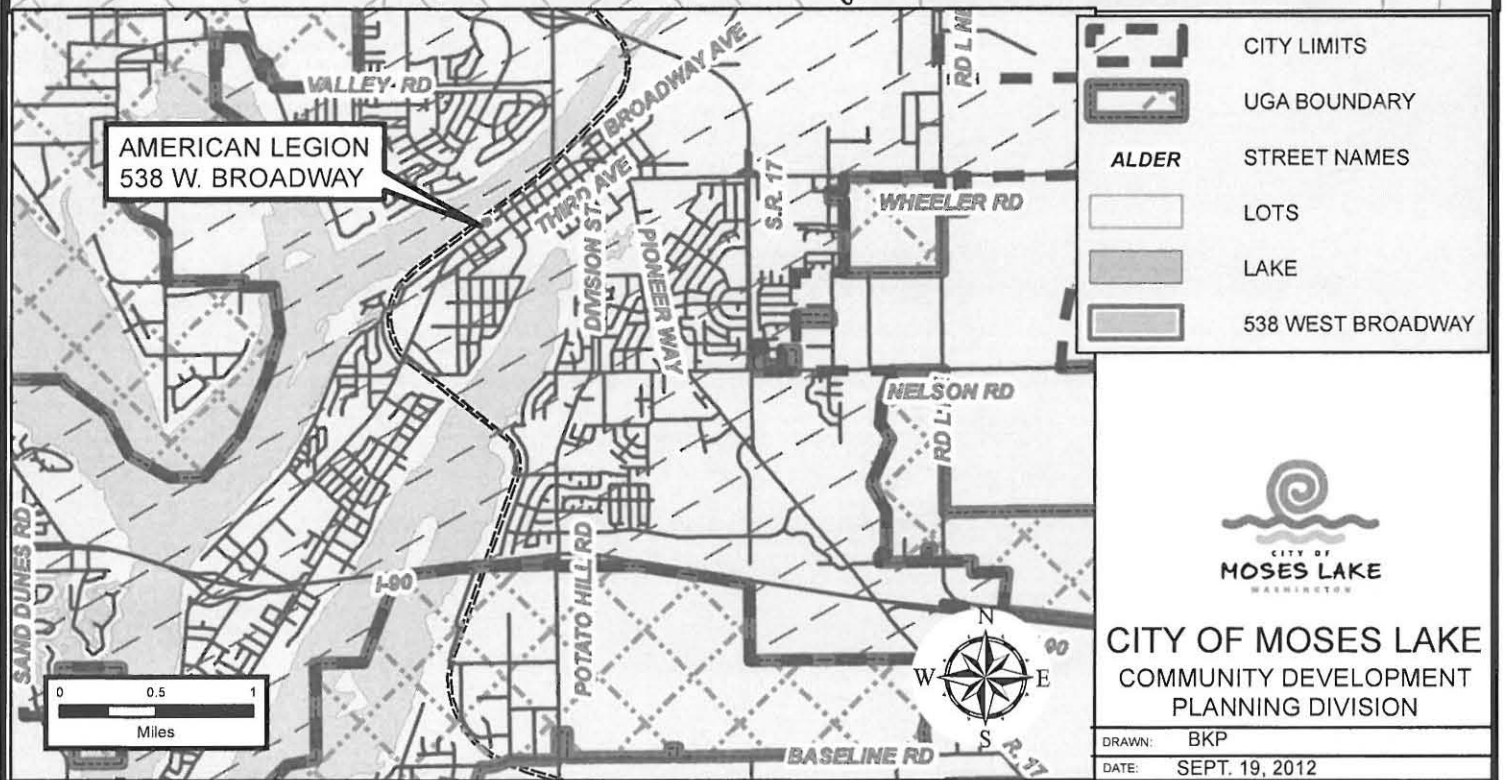 VALLEY RD
BROADWAY AVE
AMERICAN LEGION
538 W. BROADWAY
THIRD AVE
DIVISION ST.
PIONEER WAY
S.R. 17
WHEELER RD
NELSON RD
SAND DUNES RD
I-90
POTATO HILL RD
BASELINE RD
90
R. 17
0 0.5 1
Miles
N
W E
S
CITY LIMITS
UGA BOUNDARY
ALDER STREET NAMES
LOTS
LAKE
538 WEST BROADWAY
CITY OF
MOSES LAKE
WASHINGTON
CITY OF MOSES LAKE
COMMUNITY DEVELOPMENT
PLANNING DIVISION
DRAWN: BKP
DATE: SEPT. 19, 2012